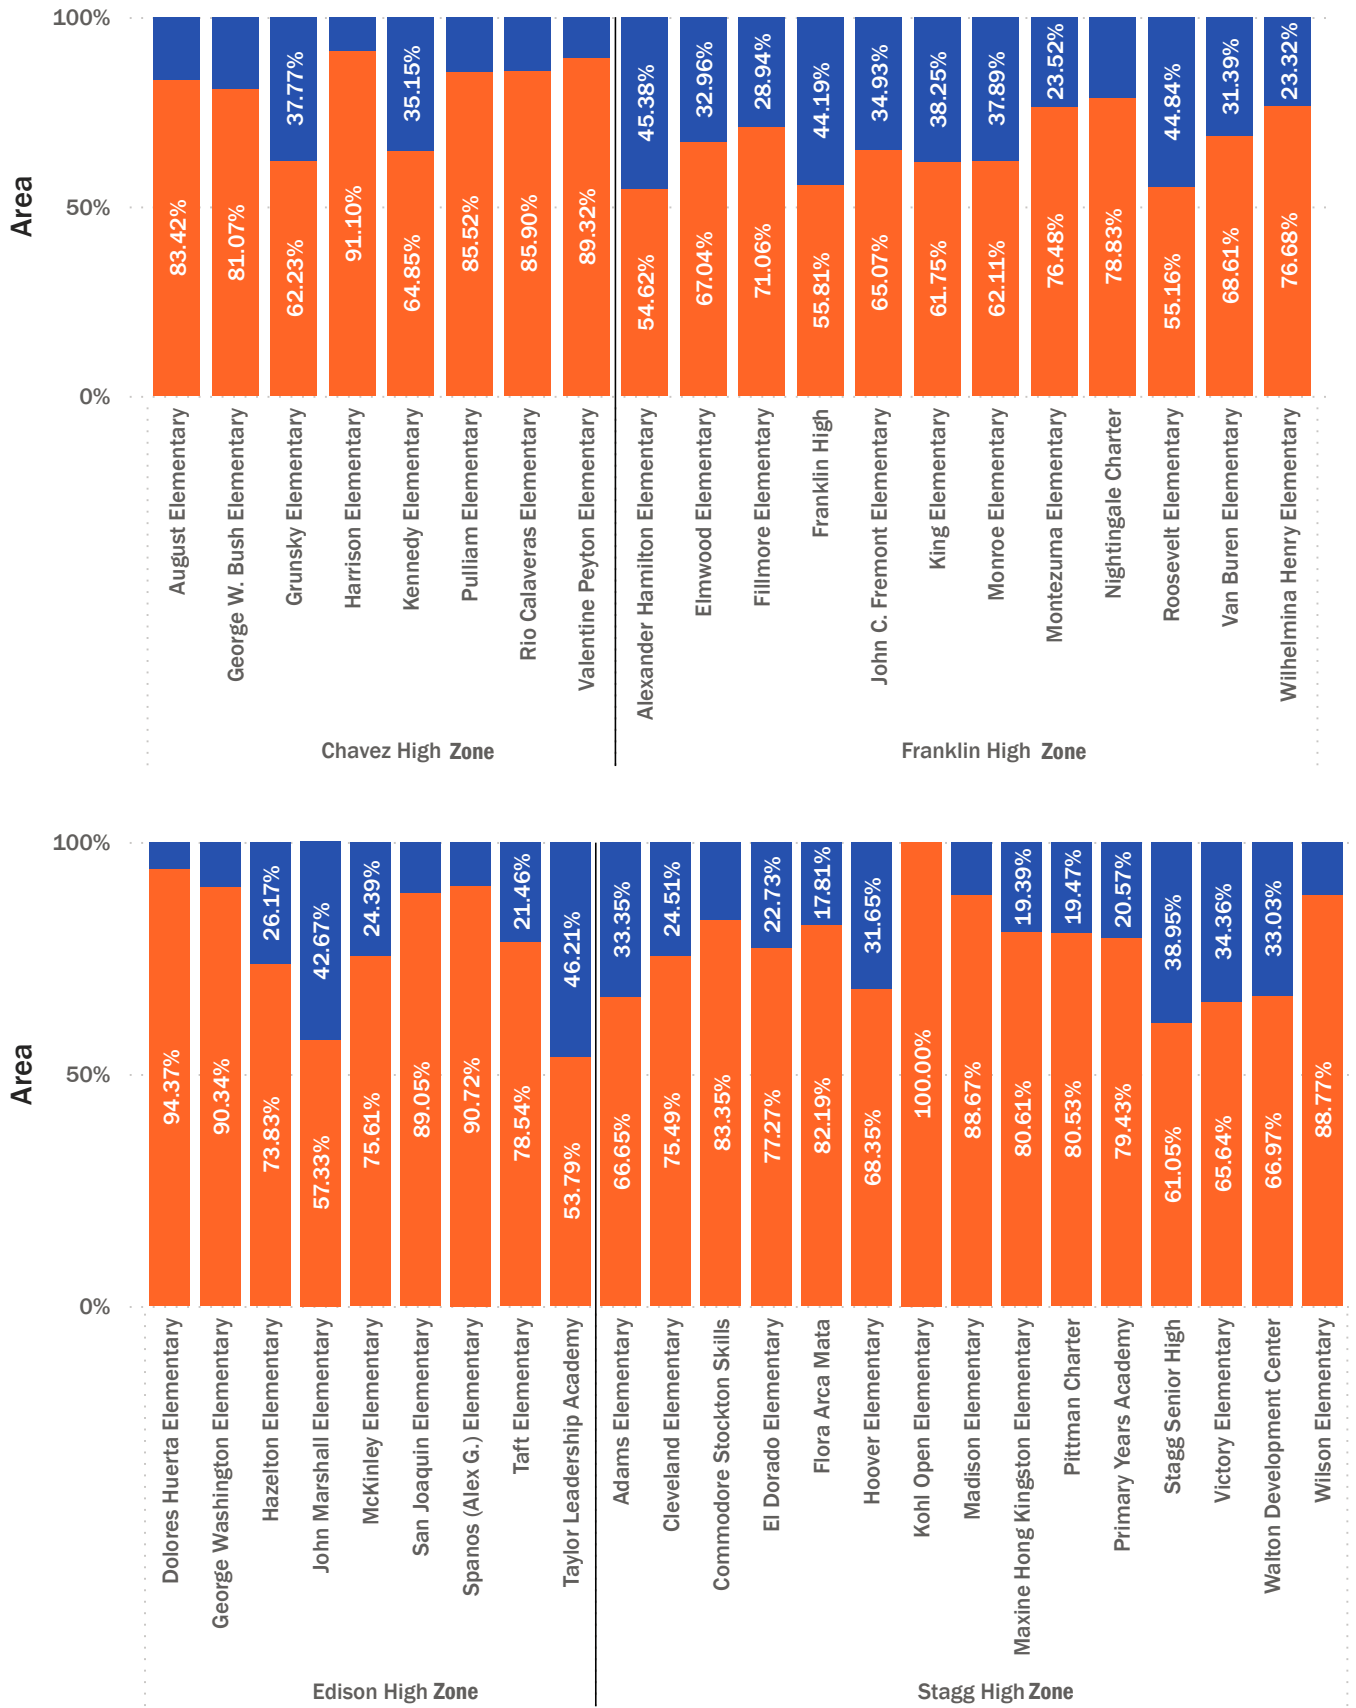 Area
100%
50%
0%
83.42%
81.07%
37.77%
62.23%
91.10%
35.15%
64.85%
85.52%
85.90%
89.32%
45.38%
54.62%
32.96%
67.04%
28.94%
71.06%
44.19%
55.81%
34.93%
65.07%
38.25%
61.75%
37.89%
62.11%
23.52%
76.48%
78.83%
44.84%
55.16%
31.39%
68.61%
23.32%
76.68%
August Elementary
George W. Bush Elementary
Grunsky Elementary
Harrison Elementary
Kennedy Elementary
Pulliam Elementary
Rio Calaveras Elementary
Valentine Peyton Elementary
Alexander Hamilton Elementary
Elmwood Elementary
Fillmore Elementary
Franklin High
John C. Fremont Elementary
King Elementary
Monroe Elementary
Montezuma Elementary
Nightingale Charter
Roosevelt Elementary
Van Buren Elementary
Wilhelmina Henry Elementary
Chavez High Zone
Franklin High Zone
Area
100%
50%
0%
94.37%
90.34%
26.17%
73.83%
42.67%
57.33%
24.39%
75.61%
89.05%
90.72%
21.46%
78.54%
46.21%
53.79%
33.35%
66.65%
24.51%
75.49%
83.35%
22.73%
77.27%
17.81%
82.19%
31.65%
68.35%
100.00%
88.67%
19.39%
80.61%
19.47%
80.53%
20.57%
79.43%
38.95%
61.05%
34.36%
65.64%
33.03%
66.97%
88.77%
Dolores Huerta Elementary
George Washington Elementary
Hazelton Elementary
John Marshall Elementary
McKinley Elementary
San Joaquin Elementary
Spanos (Alex G.) Elementary
Taft Elementary
Taylor Leadership Academy
Adams Elementary
Cleveland Elementary
Commodore Stockton Skills
El Dorado Elementary
Flora Arca Mata
Hoover Elementary
Kohl Open Elementary
Madison Elementary
Maxine Hong Kingston Elementary
Pittman Charter
Primary Years Academy
Stagg Senior High
Victory Elementary
Walton Development Center
Wilson Elementary
Edison High Zone
Stagg High Zone